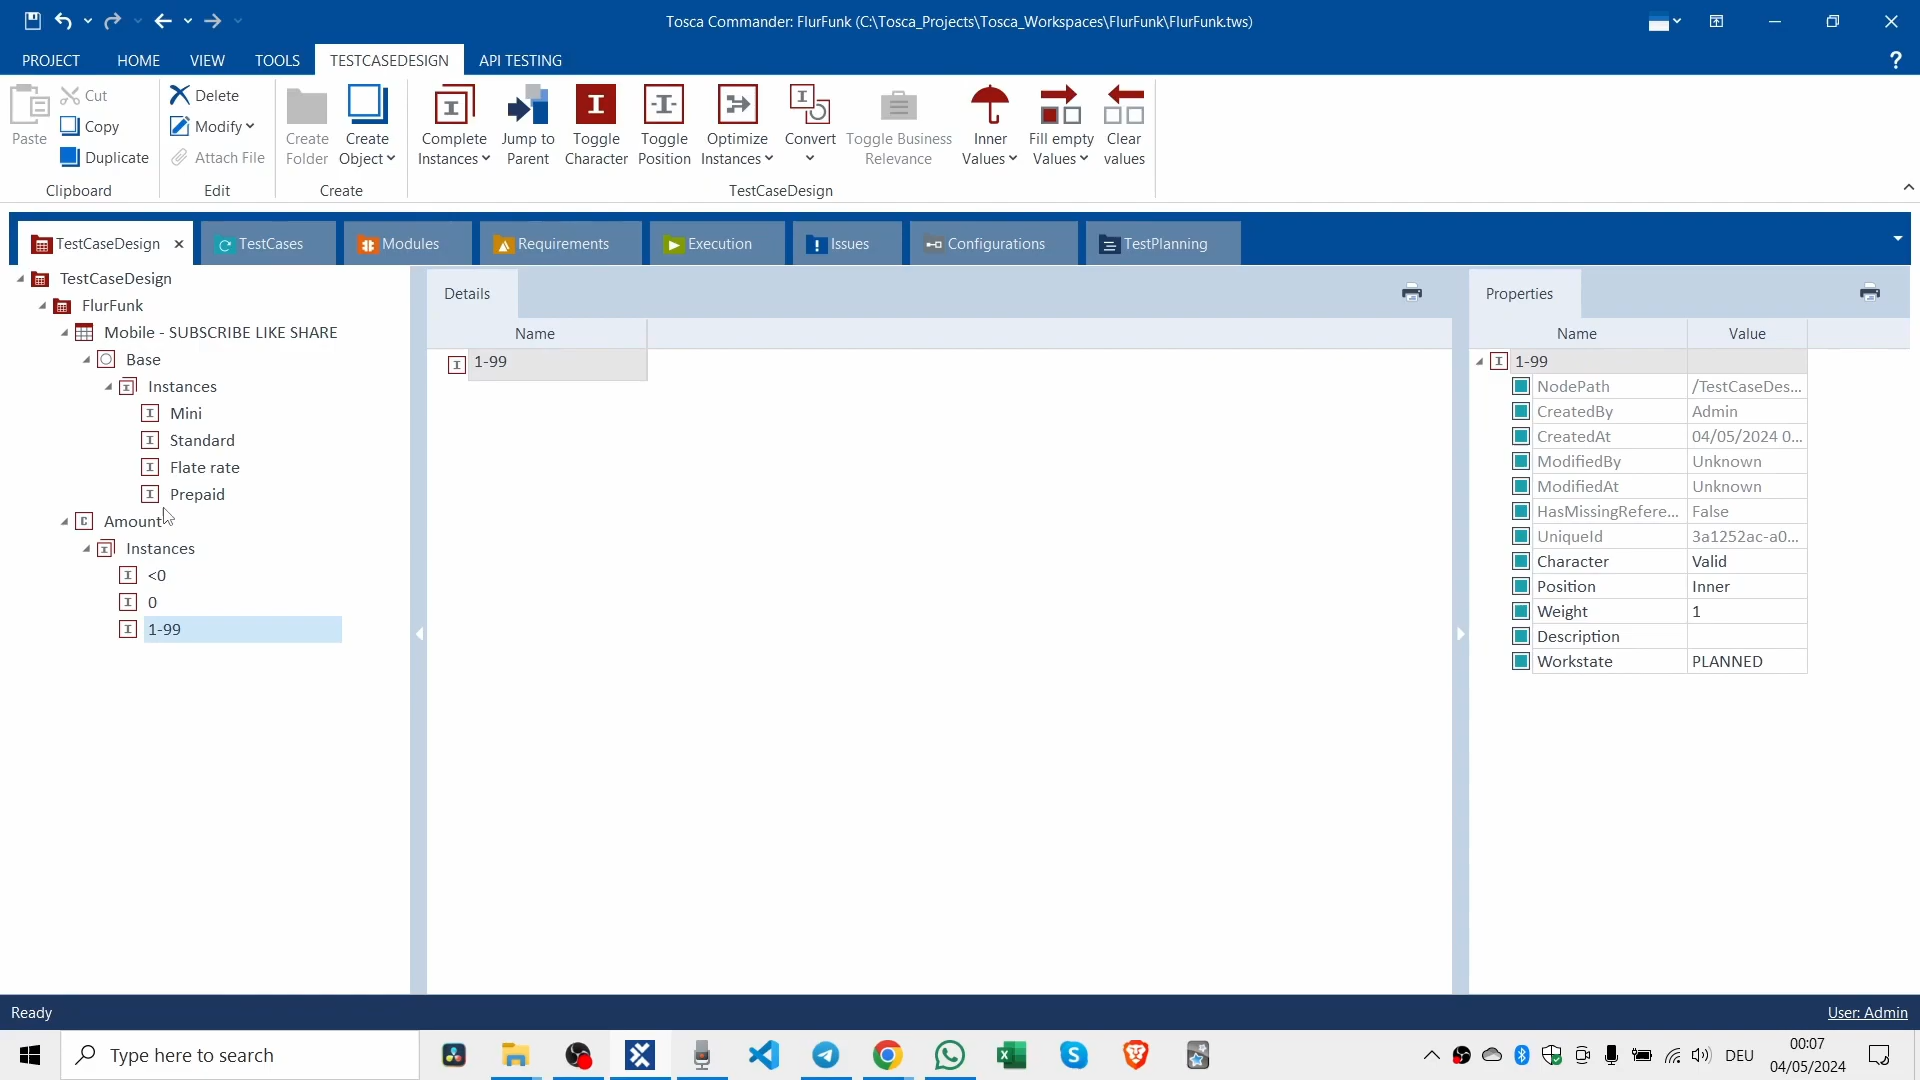 Tosca Commander: FlurFunk (C:\Tosca_Projects\Tosca_Workspaces\FlurFunk\FlurFunk.tws)
PROJECT HOME VIEW TOOLS TESTCASEDESIGN API TESTING ?
Paste
Cut
Copy
Duplicate
Clipboard
Delete
Modify
Attach File
Edit
Create Folder
Create Object
Create
Complete Instances
Jump to Parent
Toggle Character
Toggle Position
Optimize Instances
Convert
Toggle Business Relevance
Inner Values
Fill empty Values
Clear values
TestCaseDesign
TestCaseDesign TestCases Modules Requirements Execution Issues Configurations TestPlanning
TestCaseDesign
FlurFunk
Mobile - SUBSCRIBE LIKE SHARE
Base
Instances
Mini
Standard
Flate rate
Prepaid
Amount
Instances
<0
0
1-99
Details
Name
1-99
Properties
Name Value
1-99
NodePath /TestCaseDes...
CreatedBy Admin
CreatedAt 04/05/2024 0...
ModifiedBy Unknown
ModifiedAt Unknown
HasMissingRefere... False
UniqueId 3a1252ac-a0...
Character Valid
Position Inner
Weight 1
Description
Workstate PLANNED
Ready
User: Admin
Type here to search
DEU
00:07
04/05/2024